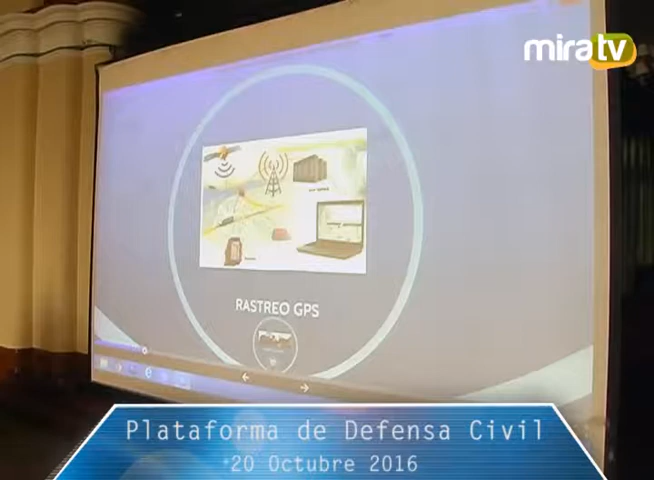 miratv
RASTREO GPS
Plataforma de Defensa Civil
20 Octubre 2016